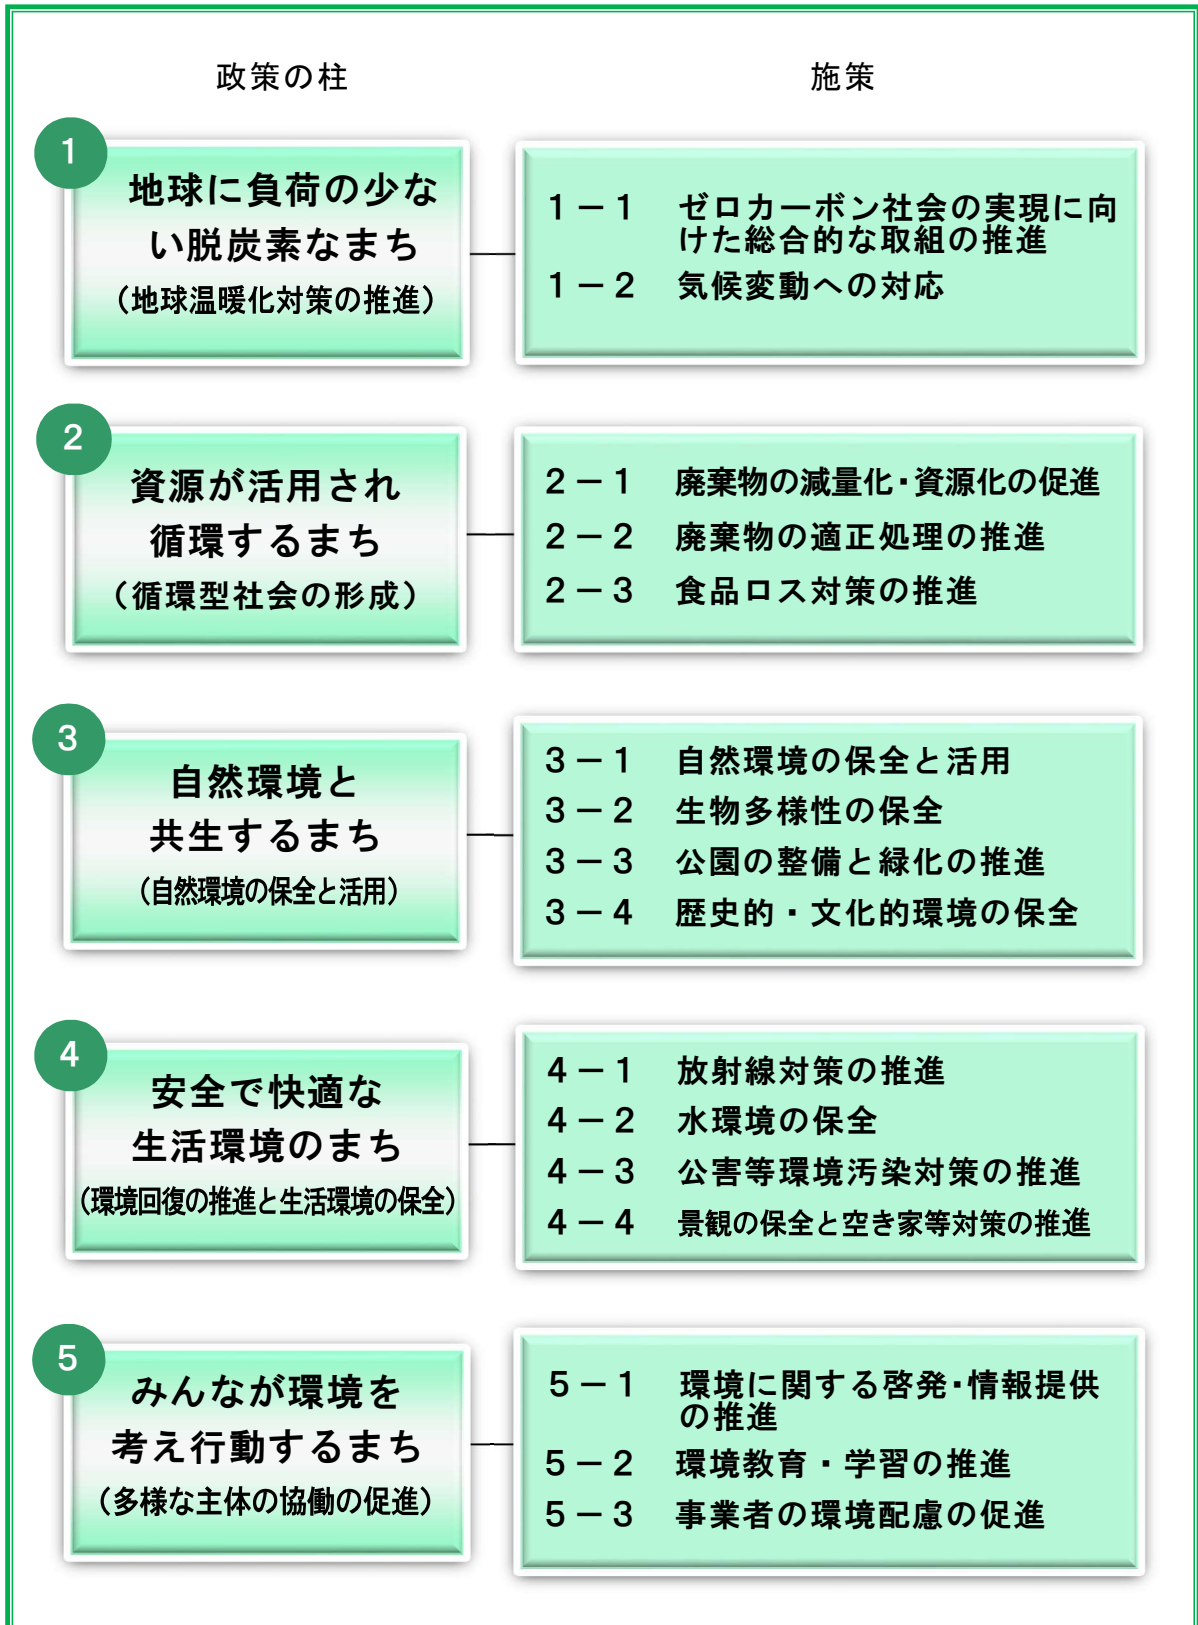 政策の柱
施策
1
地球に負荷の少な
い脱炭素なまち
（地球温暖化対策の推進）
１－１　ゼロカーボン社会の実現に向
けた総合的な取組の推進
１－２　気候変動への対応
2
資源が活用され
循環するまち
（循環型社会の形成）
２－１　廃棄物の減量化・資源化の促進
２－２　廃棄物の適正処理の推進
２－３　食品ロス対策の推進
3
自然環境と
共生するまち
（自然環境の保全と活用）
３－１　自然環境の保全と活用
３－２　生物多様性の保全
３－３　公園の整備と緑化の推進
３－４　歴史的・文化的環境の保全
4
安全で快適な
生活環境のまち
（環境回復の推進と生活環境の保全）
４－１　放射線対策の推進
４－２　水環境の保全
４－３　公害等環境汚染対策の推進
４－４　景観の保全と空き家等対策の推進
5
みんなが環境を
考え行動するまち
（多様な主体の協働の促進）
５－１　環境に関する啓発・情報提供
の推進
５－２　環境教育・学習の推進
５－３　事業者の環境配慮の促進